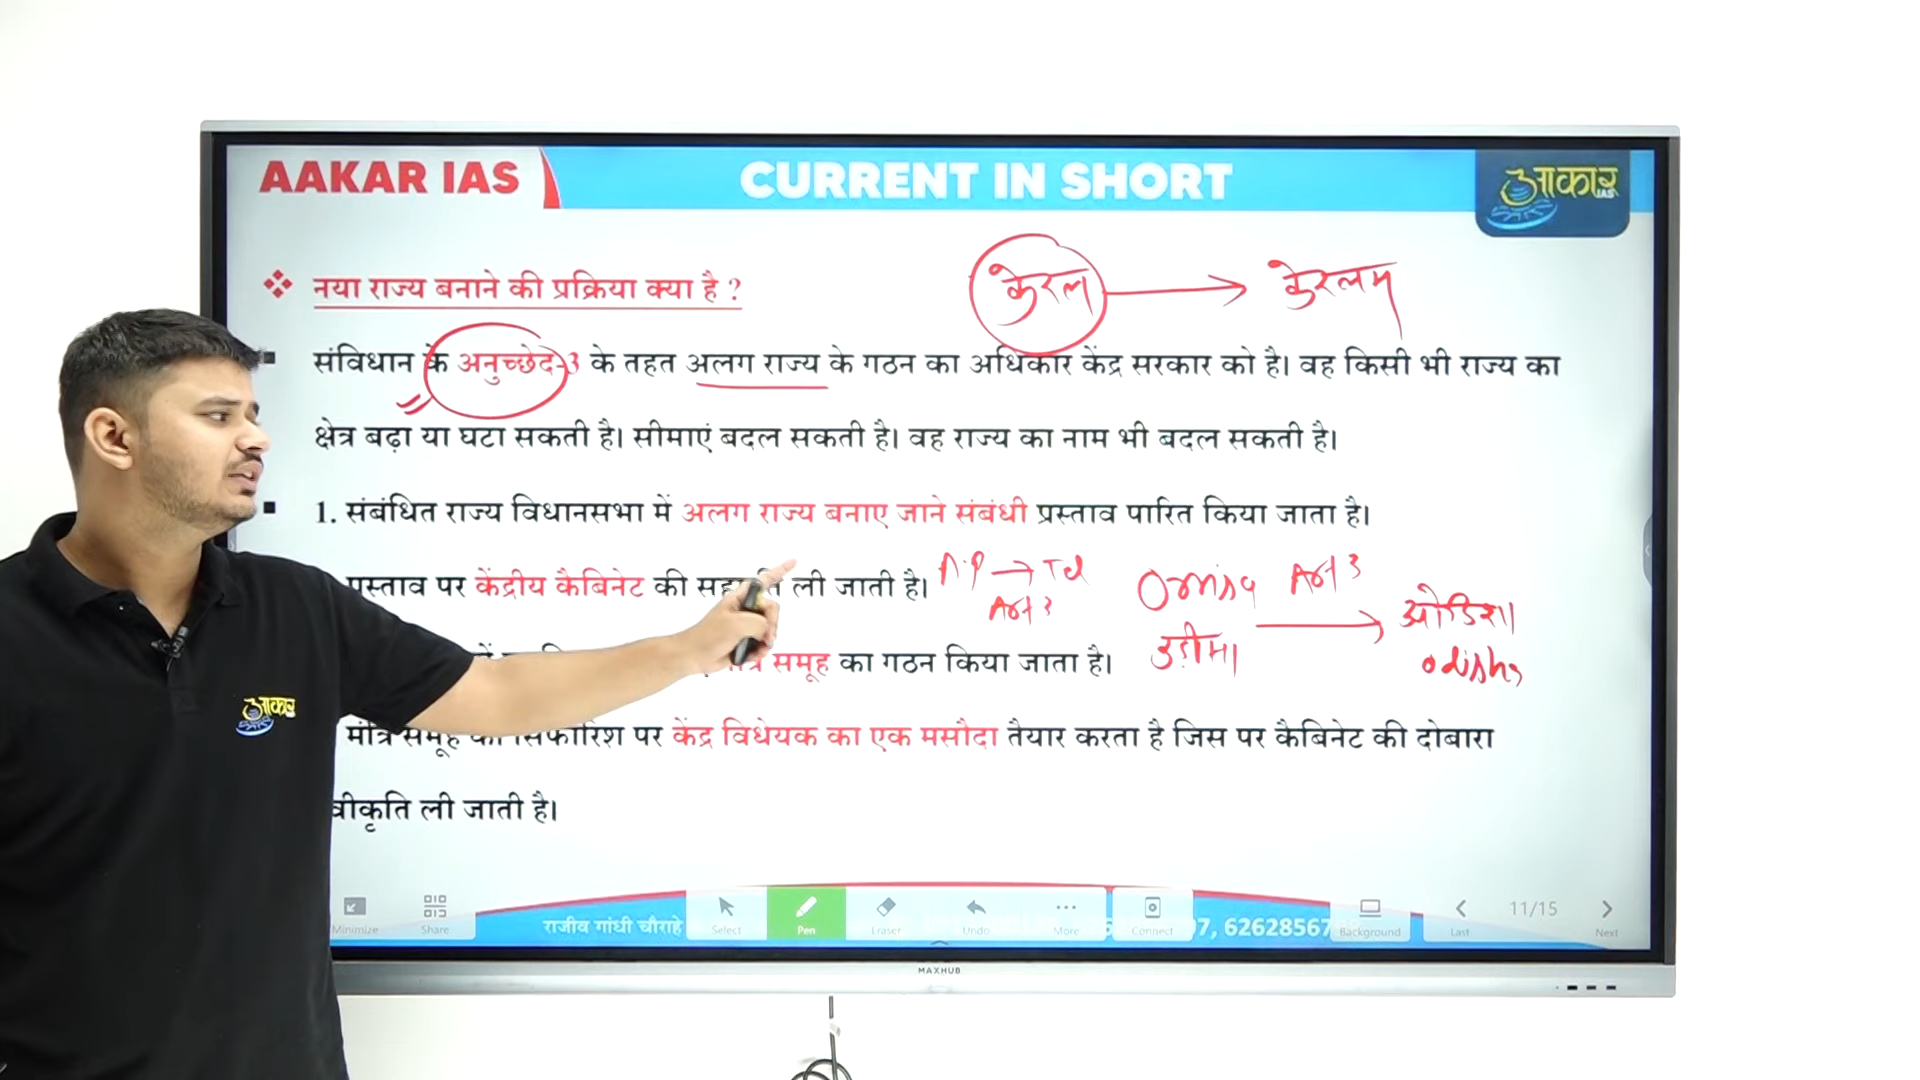 AAKAR IAS
CURRENT IN SHORT
आकार
IAS
नया राज्य बनाने की प्रक्रिया क्या है ?
केरल → केरलम
संविधान के अनुच्छेद-3 के तहत अलग राज्य के गठन का अधिकार केंद्र सरकार को है। वह किसी भी राज्य का
क्षेत्र बढ़ा या घटा सकती है। सीमाएं बदल सकती है। वह राज्य का नाम भी बदल सकती है।
1. संबंधित राज्य विधानसभा में अलग राज्य बनाए जाने संबंधी प्रस्ताव पारित किया जाता है।
प्रस्ताव पर केंद्रीय कैबिनेट की ली जाती है।
A.P → Tel
Art 3
Orrisa Art 3
उड़ीसा → ओडिशा
odisha
समूह का गठन किया जाता है।
मंत्रि समूह की सिफारिश पर केंद्र विधेयक का एक मसौदा तैयार करता है जिस पर कैबिनेट की दोबारा
ली जाती है।
आकार
Minimize
Share
राजीव गांधी चौराहे
Select
Pen
Eraser
Undo
More
Connect
7, 62628567
Background
Last
11/15
Next
MAXHUB